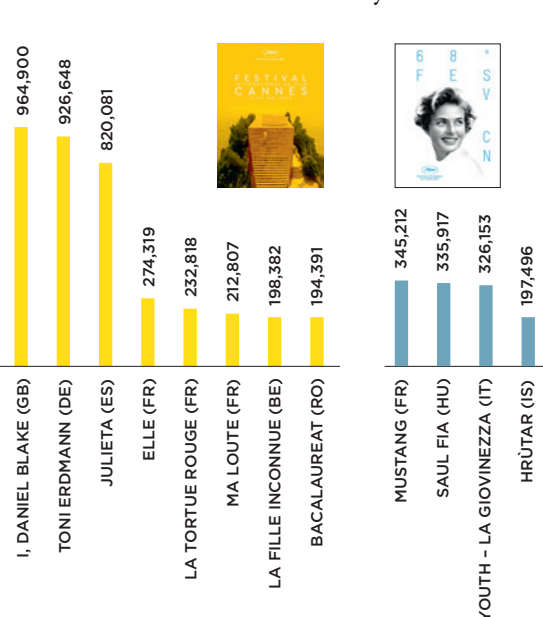 964,900
926,648
820,081
274,319
232,818
212,807
198,382
194,391
I, DANIEL BLAKE (GB)
TONI ERDMANN (DE)
JULIETA (ES)
ELLE (FR)
LA TORTUE ROUGE (FR)
MA LOUTE (FR)
LA FILLE INCONNUE (BE)
BACALAUREAT (RO)
FESTIVAL
CANNES
6 8 e
F E S
V
C N
345,212
335,917
326,153
197,496
MUSTANG (FR)
SAUL FIA (HU)
YOUTH – LA GIOVINEZZA (IT)
HRÙTAR (IS)